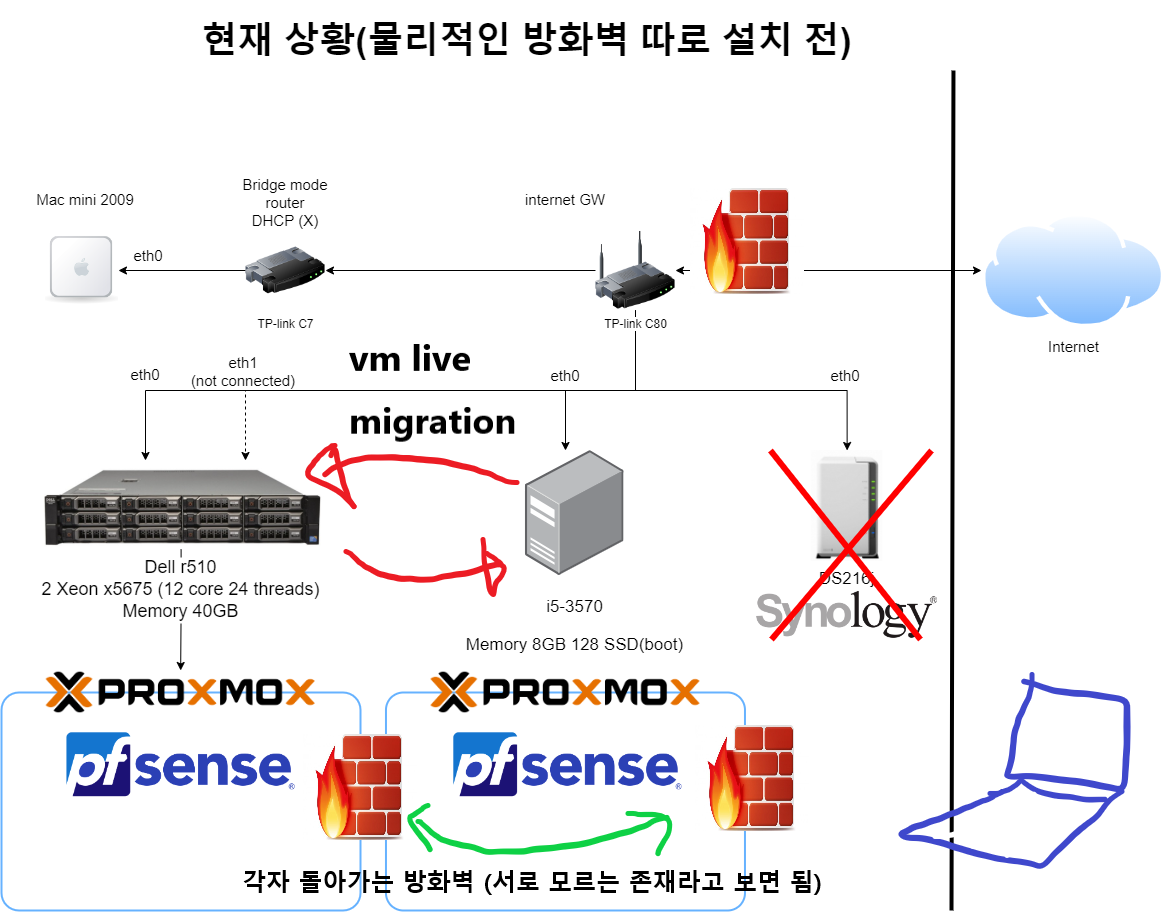 현재 상황(물리적인 방화벽 따로 설치 전)
Mac mini 2009
Bridge mode
router
DHCP (X)
internet GW
eth0
TP-link C7
TP-link C80
Internet
eth0
eth1
(not connected)
vm live
migration
eth0
eth0
Dell r510
2 Xeon x5675 (12 core 24 threads)
Memory 40GB
i5-3570
Memory 8GB 128 SSD(boot)
DS216j
Synology®
PROXMOX
PROXMOX
pfsense®
pfsense®
각자 돌아가는 방화벽 (서로 모르는 존재라고 보면 됨)